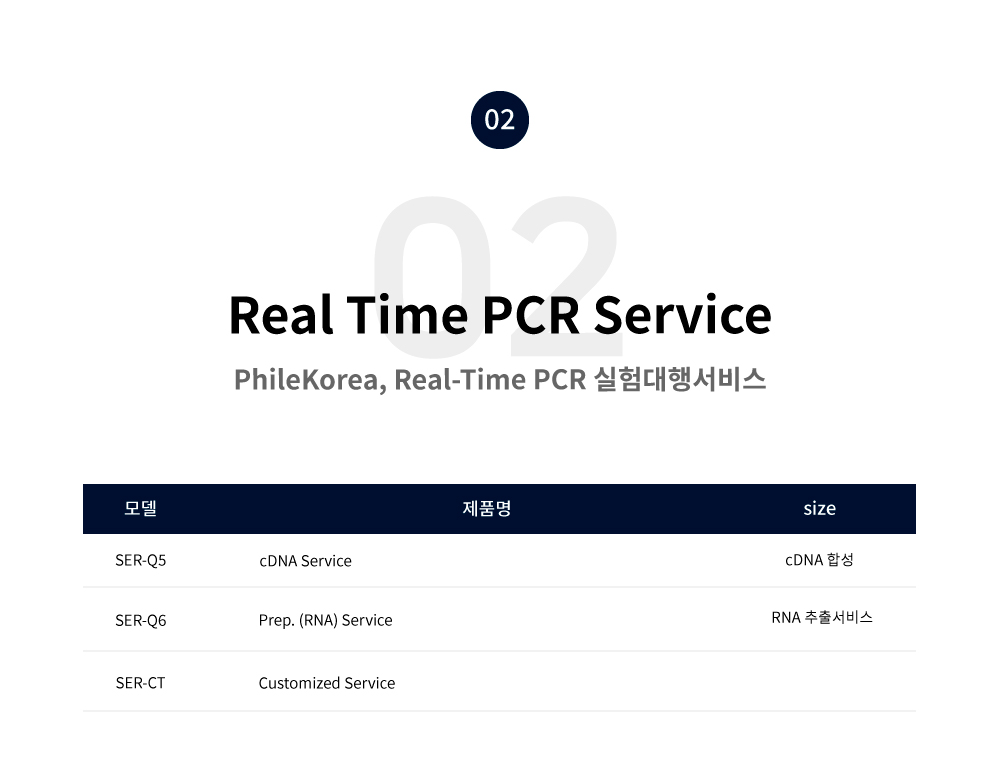 02
02
Real Time PCR Service
PhileKorea, Real-Time PCR 실험대행서비스
모델 제품명 size
SER-Q5 cDNA Service cDNA 합성
SER-Q6 Prep. (RNA) Service RNA 추출서비스
SER-CT Customized Service